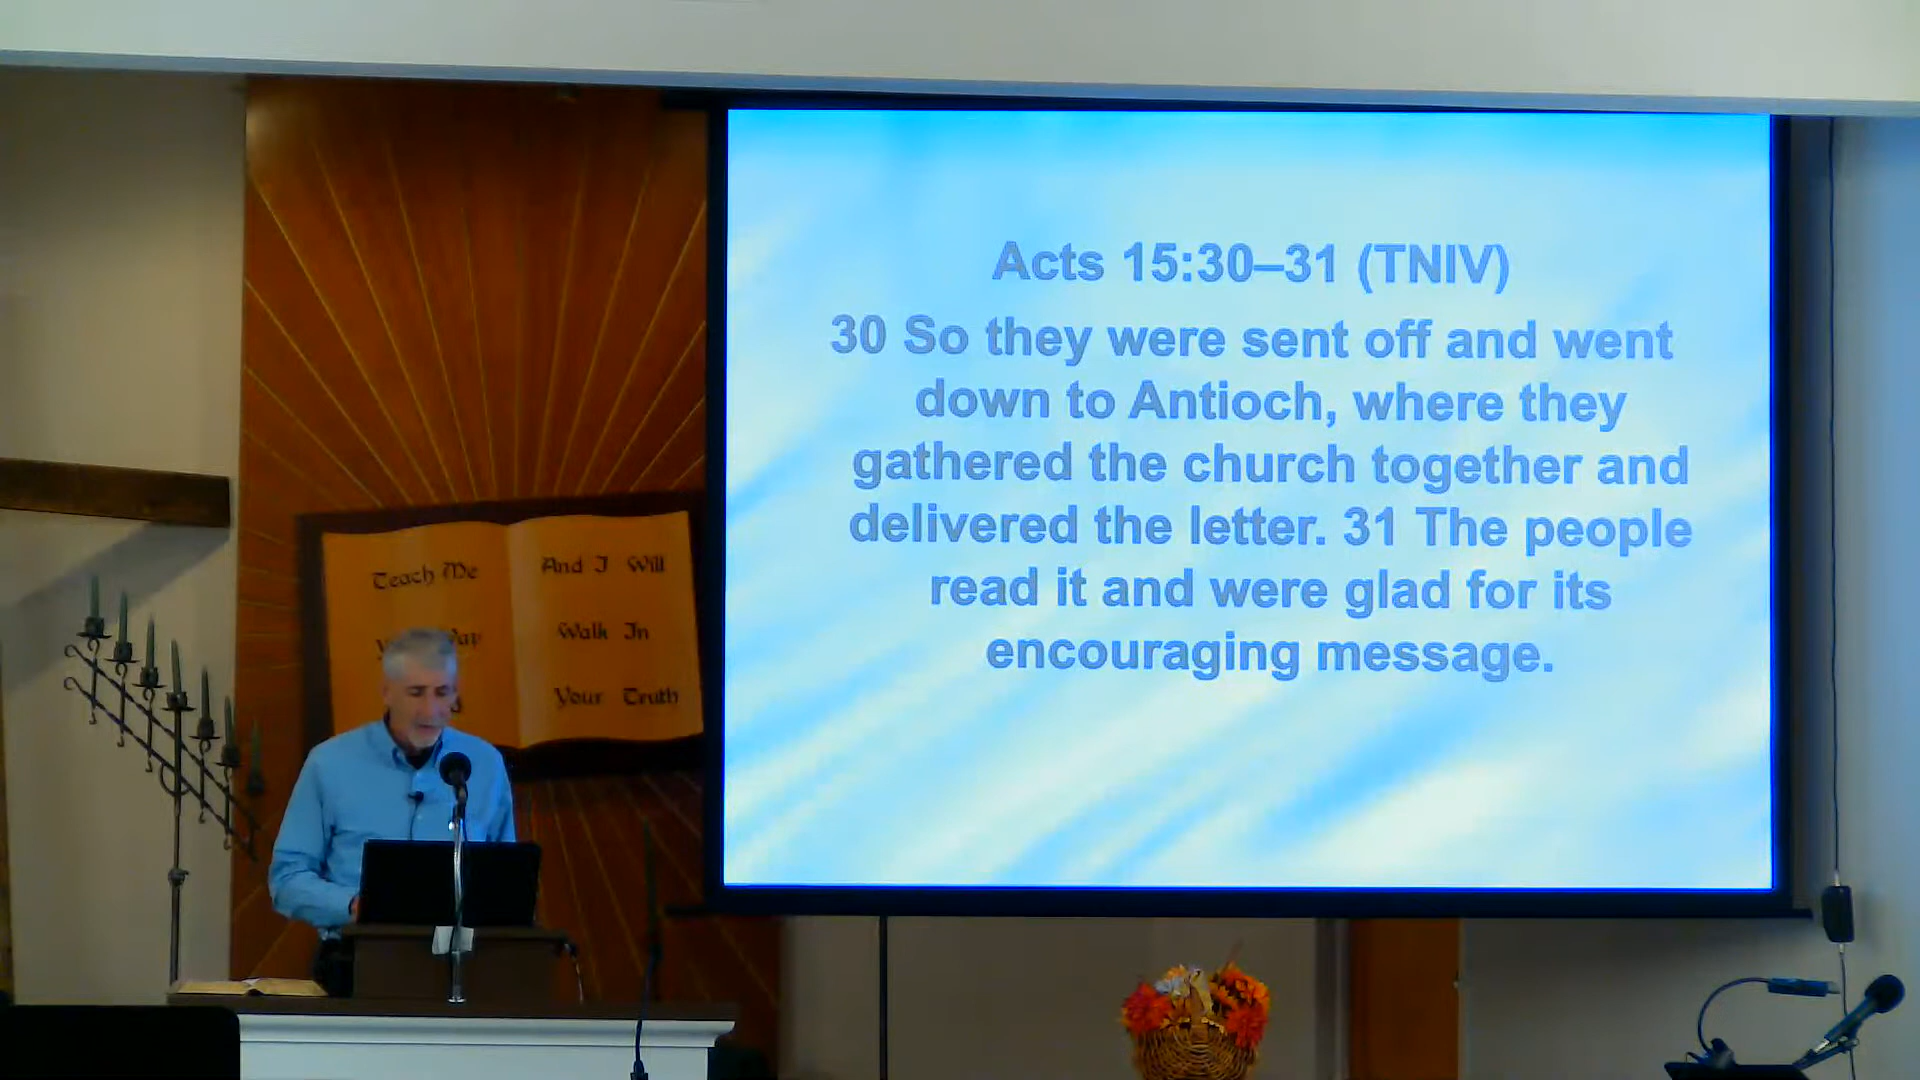 Acts 15:30–31 (TNIV)
30 So they were sent off and went
down to Antioch, where they
gathered the church together and
delivered the letter. 31 The people
read it and were glad for its
encouraging message.
Teach Me
And I Will
Walk In
Your Truth